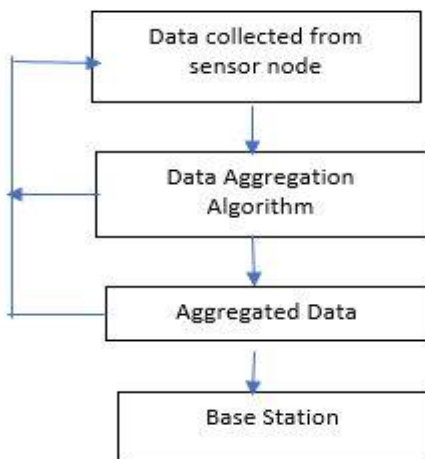 Data collected from
sensor node
Data Aggregation
Algorithm
Aggregated Data
Base Station